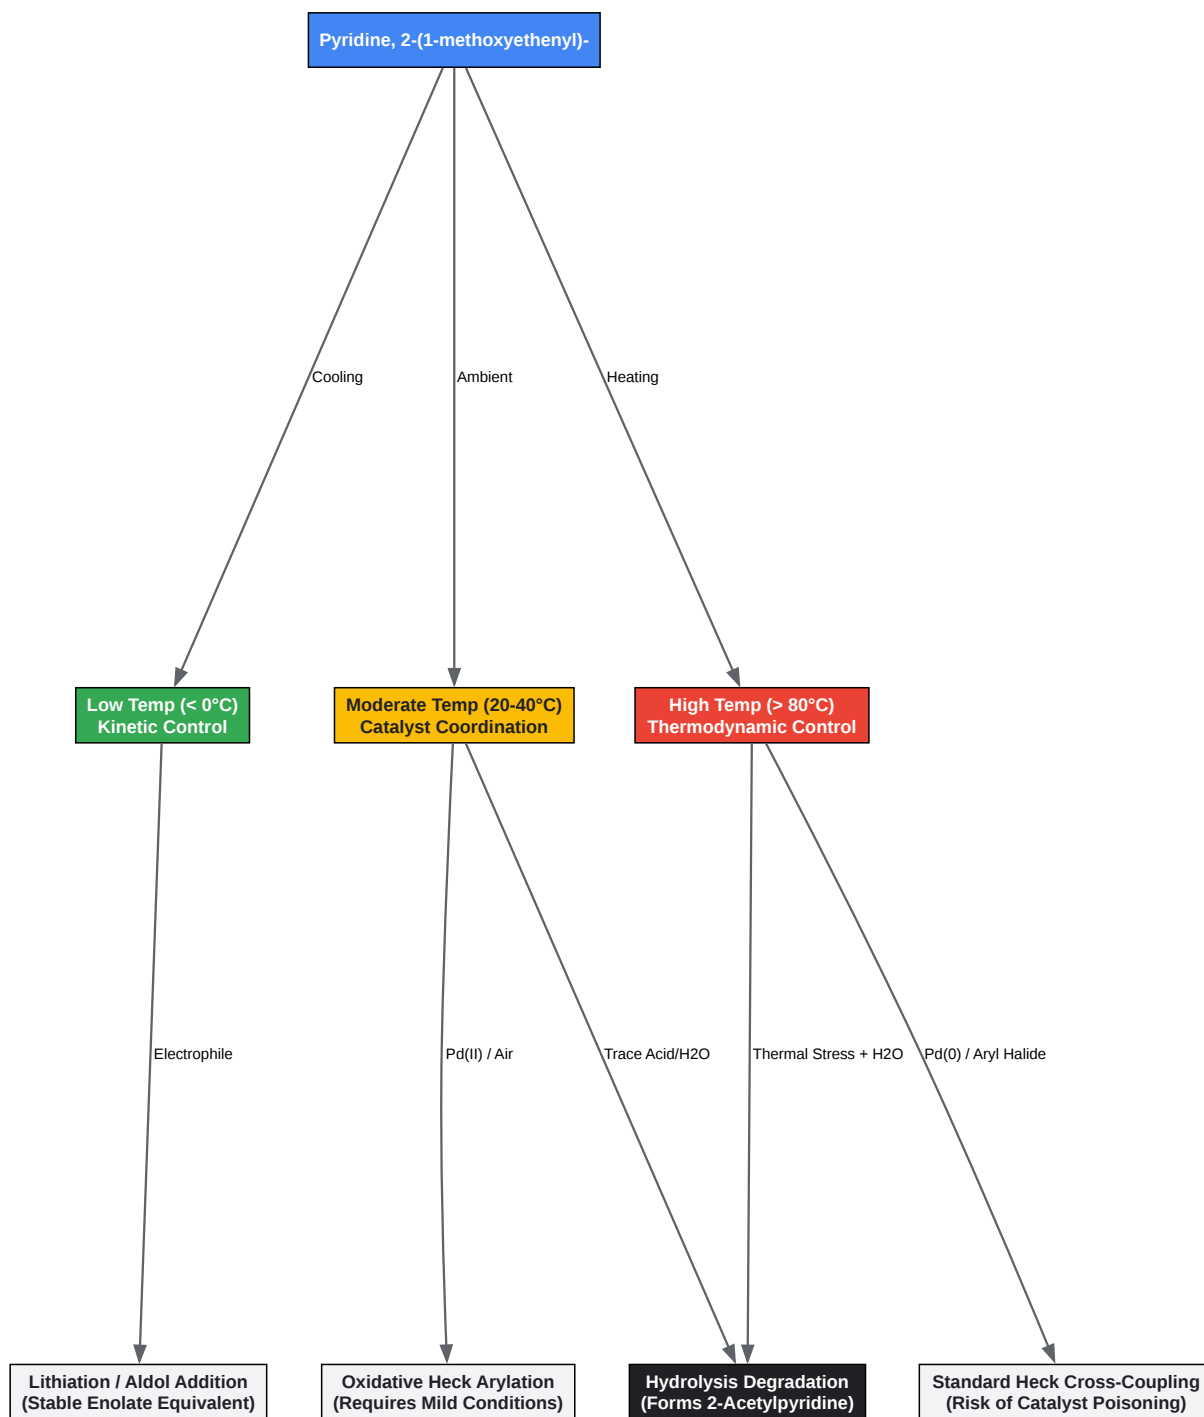 Pyridine, 2-(1-methoxyethenyl)-
Cooling
Ambient
Heating
Low Temp (< 0°C)
Kinetic Control
Moderate Temp (20-40°C)
Catalyst Coordination
High Temp (> 80°C)
Thermodynamic Control
Electrophile
Pd(II) / Air
Trace Acid/H2O
Thermal Stress + H2O
Pd(0) / Aryl Halide
Lithiation / Aldol Addition
(Stable Enolate Equivalent)
Oxidative Heck Arylation
(Requires Mild Conditions)
Hydrolysis Degradation
(Forms 2-Acetylpyridine)
Standard Heck Cross-Coupling
(Risk of Catalyst Poisoning)